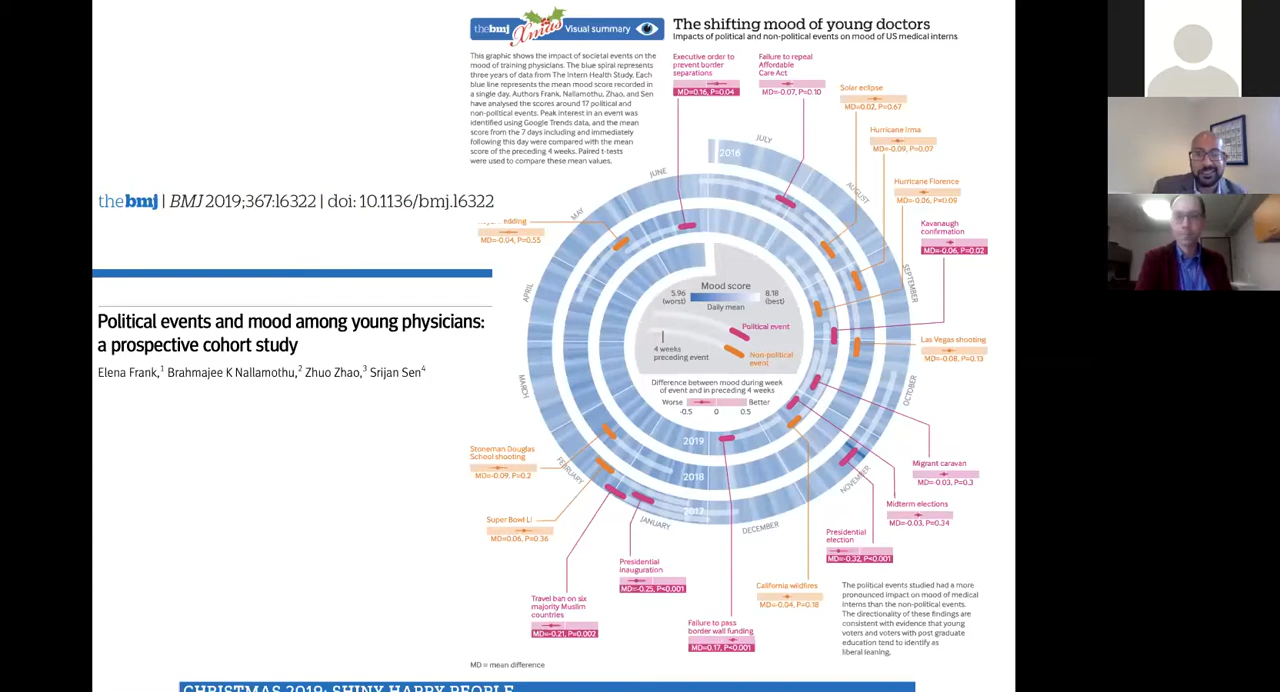 thebmj Xmas Visual summary
The shifting mood of young doctors
Impacts of political and non-political events on mood of US medical interns
This graphic shows the impact of societal events on the
mood of training physicians. The blue spiral represents
three years of data from The Intern Health Study. Each
blue line represents the mean mood score recorded in
a single day. Authors Frank, Nallamothu, Zhao, and Sen
have analysed the scores around 17 political and
non-political events. Peak interest in an event was
identified using Google Trends data, and the mean
score from the 7 days including and immediately
following this day were compared with the mean
score of the preceding 4 weeks. Paired t-tests
were used to compare these mean values.
Executive order to
prevent border
separations
MD=0.16, P=0.04
Failure to repeal
Affordable
Care Act
MD=-0.07, P=0.10
Solar eclipse
MD=0.02, P=0.67
Hurricane Irma
MD=-0.09, P=0.07
Hurricane Florence
MD=-0.06, P=0.09
Kavanaugh
confirmation
MD=-0.06, P=0.02
thebmj | BMJ 2019;367:l6322 | doi: 10.1136/bmj.l6322
edding
MD=-0.04, P=0.55
Political events and mood among young physicians:
a prospective cohort study
Elena Frank,1 Brahmajee K Nallamothu,2 Zhuo Zhao,3 Srijan Sen4
2016
JULY
AUGUST
SEPTEMBER
OCTOBER
NOVEMBER
DECEMBER
JANUARY
FEBRUARY
MARCH
APRIL
MAY
JUNE
Mood score
5.96
(worst)
8.18
(best)
Daily mean
Political event
4 weeks
preceding event
Non-political
event
Difference between mood during week
of event and in preceding 4 weeks
Worse
Better
-0.5 0 0.5
2019
2018
2017
Las Vegas shooting
MD=-0.08, P=0.13
Migrant caravan
MD=-0.03, P=0.3
Midterm elections
MD=-0.03, P=0.34
Presidential
election
MD=-0.32, P<0.001
California wildfires
MD=-0.04, P=0.18
Failure to pass
border wall funding
MD=0.17, P<0.001
Presidential
inauguration
MD=-0.25, P<0.001
Travel ban on six
majority Muslim
countries
MD=-0.21, P=0.002
Super Bowl LI
MD=0.06, P=0.36
Stoneman Douglas
School shooting
MD=-0.09, P=0.2
The political events studied had a more
pronounced impact on mood of medical
interns than the non-political events.
The directionality of these findings are
consistent with evidence that young
voters and voters with post graduate
education tend to identify as
liberal leaning.
MD = mean difference
CHRISTMAS 2019: SHINY HAPPY PEOPLE